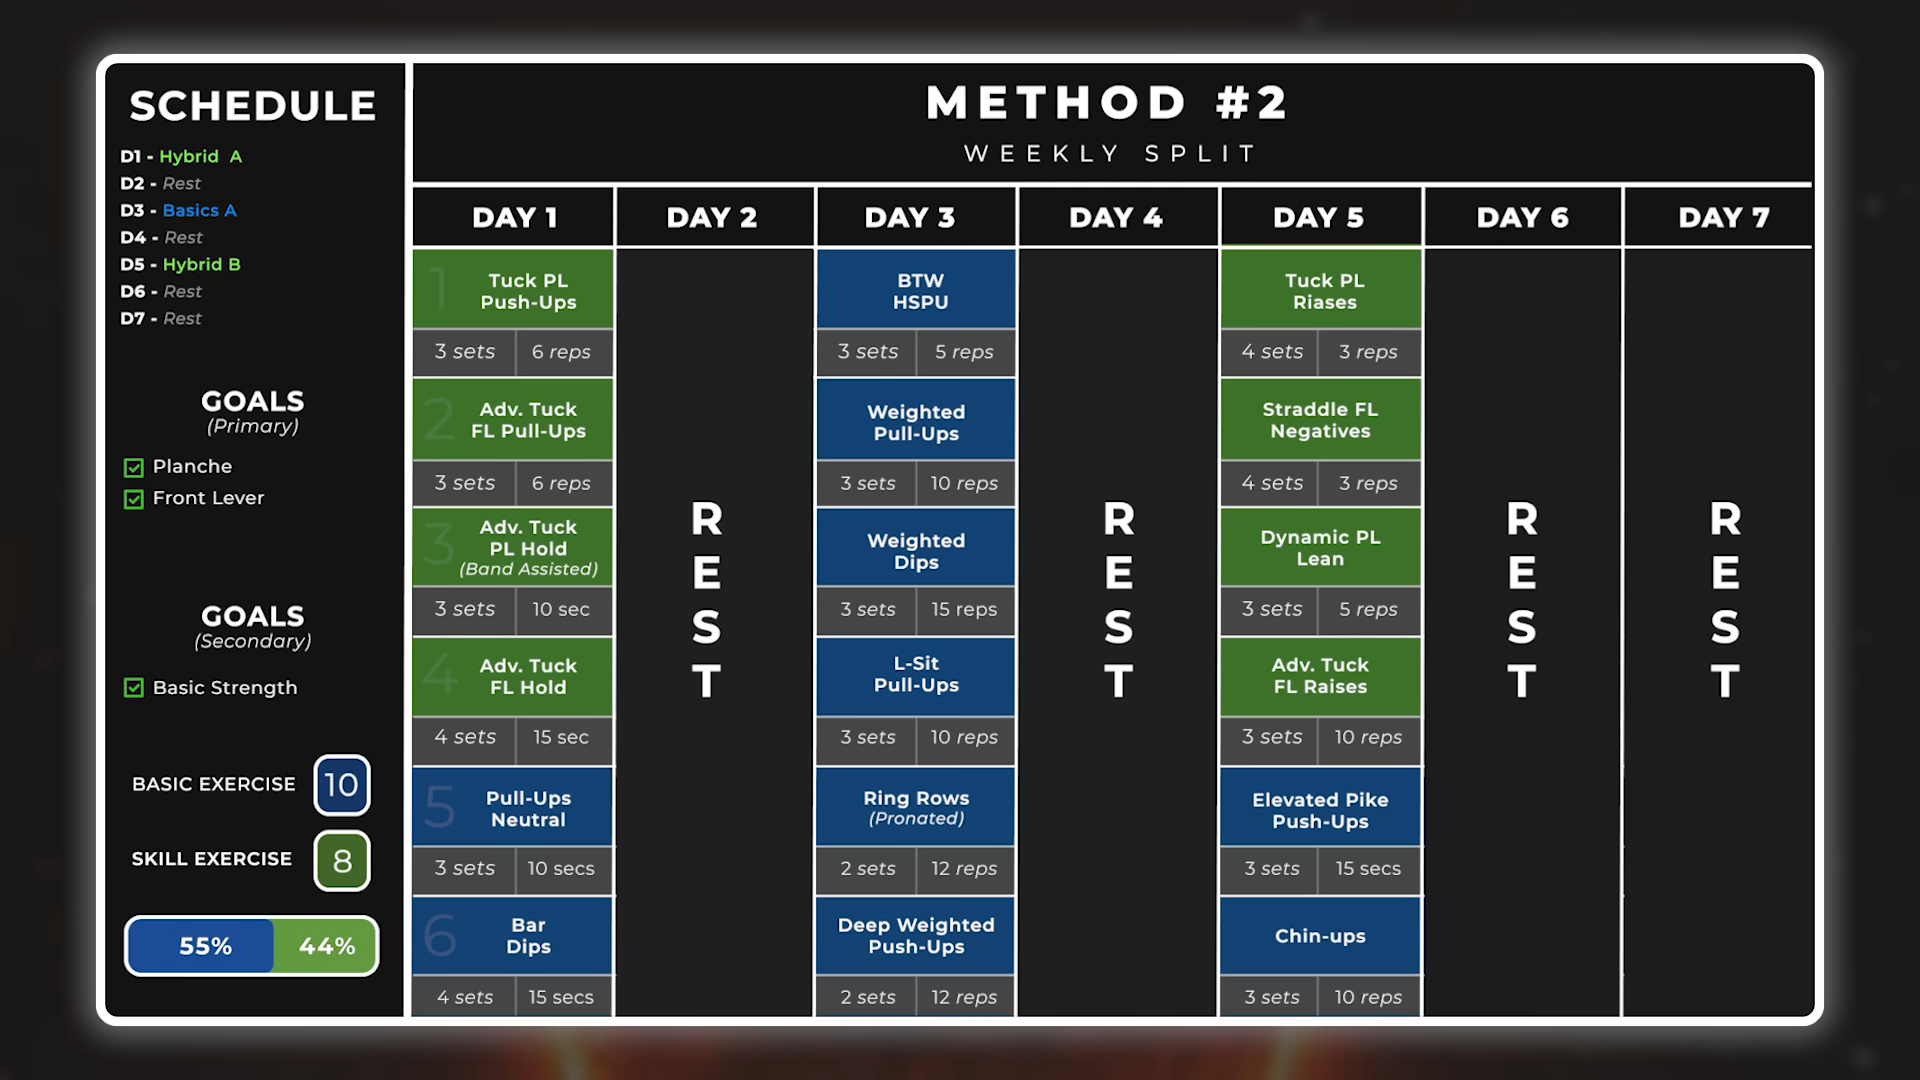 SCHEDULE
D1 - Hybrid A
D2 - Rest
D3 - Basics A
D4 - Rest
D5 - Hybrid B
D6 - Rest
D7 - Rest
GOALS
(Primary)
Planche
Front Lever
GOALS
(Secondary)
Basic Strength
BASIC EXERCISE 10
SKILL EXERCISE 8
55% 44%
METHOD #2
WEEKLY SPLIT
DAY 1
1
Tuck PL
Push-Ups
3 sets 6 reps
2
Adv. Tuck
FL Pull-Ups
3 sets 6 reps
3
Adv. Tuck
PL Hold
(Band Assisted)
3 sets 10 sec
4
Adv. Tuck
FL Hold
4 sets 15 sec
5
Pull-Ups
Neutral
3 sets 10 secs
6
Bar
Dips
4 sets 15 secs
DAY 2
REST
DAY 3
BTW
HSPU
3 sets 5 reps
Weighted
Pull-Ups
3 sets 10 reps
Weighted
Dips
3 sets 15 reps
L-Sit
Pull-Ups
3 sets 10 reps
Ring Rows
(Pronated)
2 sets 12 reps
Deep Weighted
Push-Ups
2 sets 12 reps
DAY 4
REST
DAY 5
Tuck PL
Riases
4 sets 3 reps
Straddle FL
Negatives
4 sets 3 reps
Dynamic PL
Lean
3 sets 5 reps
Adv. Tuck
FL Raises
3 sets 10 reps
Elevated Pike
Push-Ups
3 sets 15 secs
Chin-ups
3 sets 10 reps
DAY 6
REST
DAY 7
REST